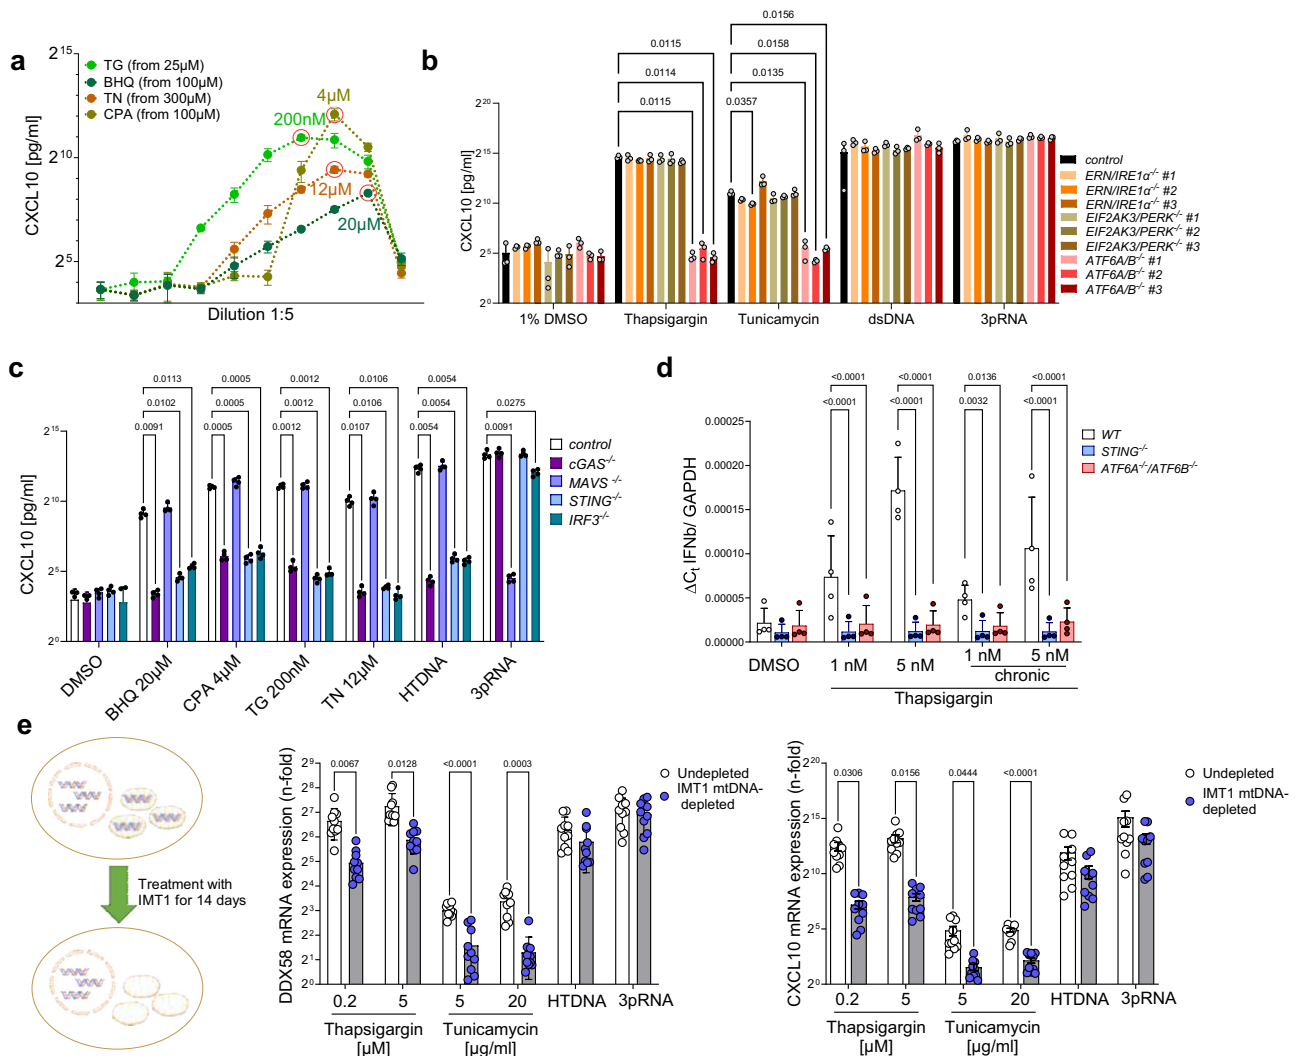 a
CXCL10 [pg/ml]
2^15
2^10
2^5
TG (from 25µM)
BHQ (from 100µM)
TN (from 300µM)
CPA (from 100µM)
4µM
200nM
12µM
20µM
Dilution 1:5
b
CXCL10 [pg/ml]
2^20
2^15
2^10
2^5
2^0
0.0115
0.0114
0.0115
0.0156
0.0158
0.0135
0.0357
1% DMSO
Thapsigargin
Tunicamycin
dsDNA
3pRNA
control
ERN/IRE1α-/- #1
ERN/IRE1α-/- #2
ERN/IRE1α-/- #3
EIF2AK3/PERK-/- #1
EIF2AK3/PERK-/- #2
EIF2AK3/PERK-/- #3
ATF6A/B-/- #1
ATF6A/B-/- #2
ATF6A/B-/- #3
c
CXCL10 [pg/ml]
2^15
2^10
2^5
2^0
0.0113
0.0102
0.0091
0.0005
0.0005
0.0005
0.0012
0.0012
0.0012
0.0106
0.0106
0.0107
0.0054
0.0054
0.0054
0.0275
0.0091
DMSO
BHQ 20µM
CPA 4µM
TG 200nM
TN 12µM
HTDNA
3pRNA
control
cGAS-/-
MAVS -/-
STING-/-
IRF3-/-
d
ΔCt IFNb/ GAPDH
0.00025
0.00020
0.00015
0.00010
0.00005
0.00000
<0.0001
<0.0001
<0.0001
<0.0001
0.0136
0.0032
<0.0001
<0.0001
DMSO
1 nM
5 nM
1 nM
5 nM
chronic
Thapsigargin
WT
STING-/-
ATF6A-/-/ATF6B-/-
e
Treatment with
IMT1 for 14 days
DDX58 mRNA expression (n-fold)
2^9
2^8
2^7
2^6
2^5
2^4
2^3
2^2
2^1
2^0
0.0067
0.0128
<0.0001
0.0003
0.2
5
5
20
HTDNA
3pRNA
Thapsigargin
[µM]
Tunicamycin
[µg/ml]
Undepleted
IMT1 mtDNA-
depleted
CXCL10 mRNA expression (n-fold)
2^20
2^15
2^10
2^5
2^0
0.0306
0.0156
0.0444
<0.0001
0.2
5
5
20
HTDNA
3pRNA
Thapsigargin
[µM]
Tunicamycin
[µg/ml]
Undepleted
IMT1 mtDNA-
depleted